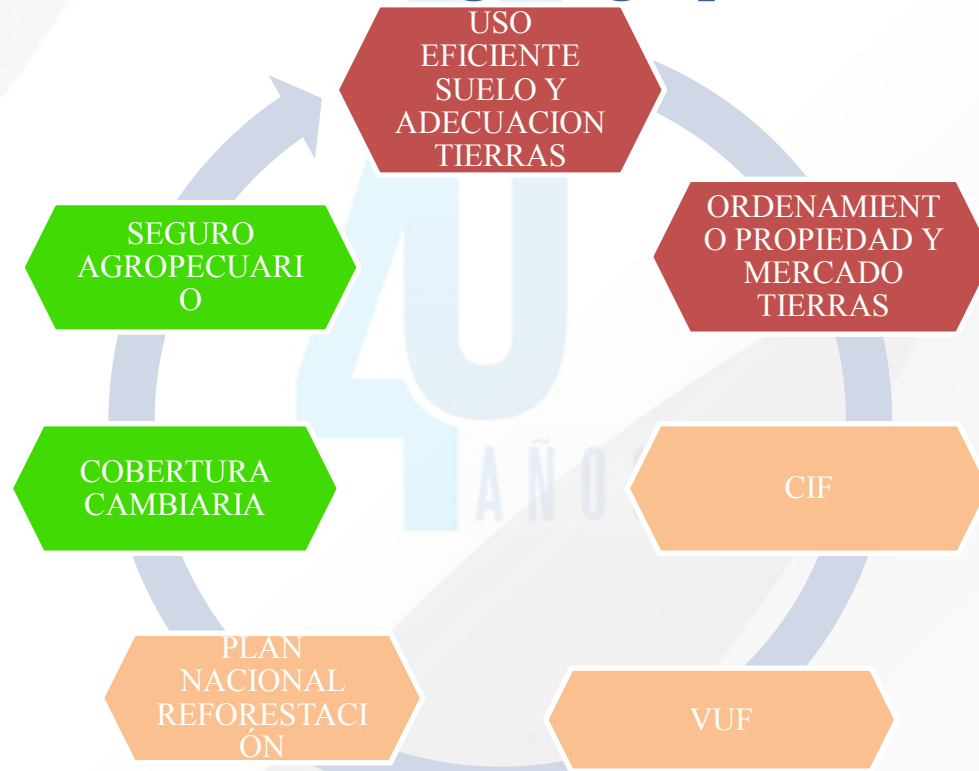 USO
EFICIENTE
SUELO Y
ADECUACION
TIERRAS
ORDENAMIENT
O PROPIEDAD Y
MERCADO
TIERRAS
SEGURO
AGROPECUARI
O
COBERTURA
CAMBIARIA
CIF
PLAN
NACIONAL
REFORESTACI
ÓN
VUF